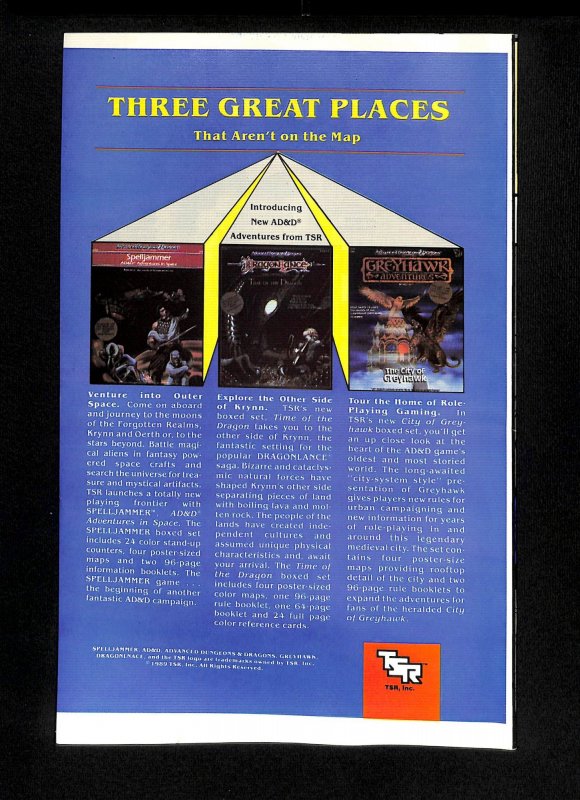 THREE GREAT PLACES
That Aren't on the Map
Introducing
New AD&D®
Adventures from TSR
Advanced Dungeons & Dragons
Spelljammer
AD&D Adventures in Space
DRAGONLANCE
TIME OF THE DRAGON
Advanced Dungeons & Dragons
GREYHAWK
ADVENTURES
The City of
Greyhawk
Venture into Outer
Space. Come on aboard
and journey to the moons
of the Forgotten Realms,
Krynn and Oerth or, to the
stars beyond. Battle magi-
cal aliens in fantasy pow-
ered space crafts and
search the universe for trea-
sure and mystical artifacts.
TSR launches a totally new
playing frontier with
SPELLJAMMER®, AD&D®
Adventures in Space. The
SPELLJAMMER boxed set
includes 24 color stand-up
counters, four poster-sized
maps and two 96-page
information booklets. The
SPELLJAMMER game . . .
the beginning of another
fantastic AD&D campaign.
Explore the Other Side
of Krynn. TSR's new
boxed set, Time of the
Dragon takes you to the
other side of Krynn, the
fantastic setting for the
popular DRAGONLANCE®
saga. Bizarre and cataclys-
mic natural forces have
shaped Krynn's other side
separating pieces of land
with boiling lava and mol-
ten rock. The people of the
lands have created inde-
pendent cultures and
assumed unique physical
characteristics and, await
your arrival. The Time of
the Dragon boxed set
includes four poster-sized
color maps, one 96-page
rule booklet, one 64-page
booklet and 24 full page
color reference cards.
Tour the Home of Role-
Playing Gaming. In
TSR's new City of Grey-
hawk boxed set, you'll get
an up close look at the
heart of the AD&D game's
oldest and most storied
world. The long-awaited
"city-system style" pre-
sentation of Greyhawk
gives players new rules for
urban campaigning and
new information for years
of role-playing in and
around this legendary
medieval city. The set con-
tains four poster-size
maps providing rooftop
detail of the city and two
96-page rule booklets to
expand the adventures for
fans of the heralded City
of Greyhawk.
SPELLJAMMER, AD&D, ADVANCED DUNGEONS & DRAGONS, GREYHAWK,
DRAGONLNACE, and the TSR logo are trademarks owned by TSR, Inc.
©1989 TSR, Inc. All Rights Reserved.
TSR
TSR, Inc.